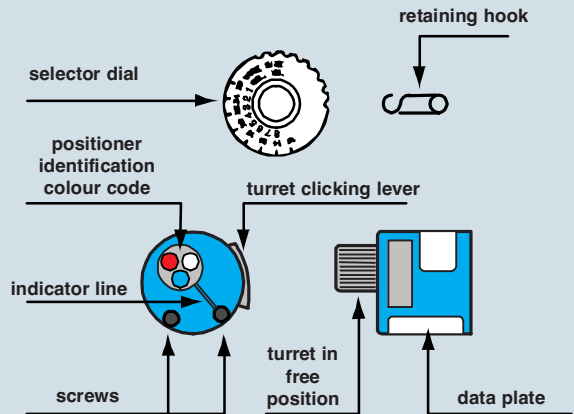 retaining hook
selector dial
positioner
identification
colour code
turret clicking lever
indicator line
screws
turret in
free
position
data plate